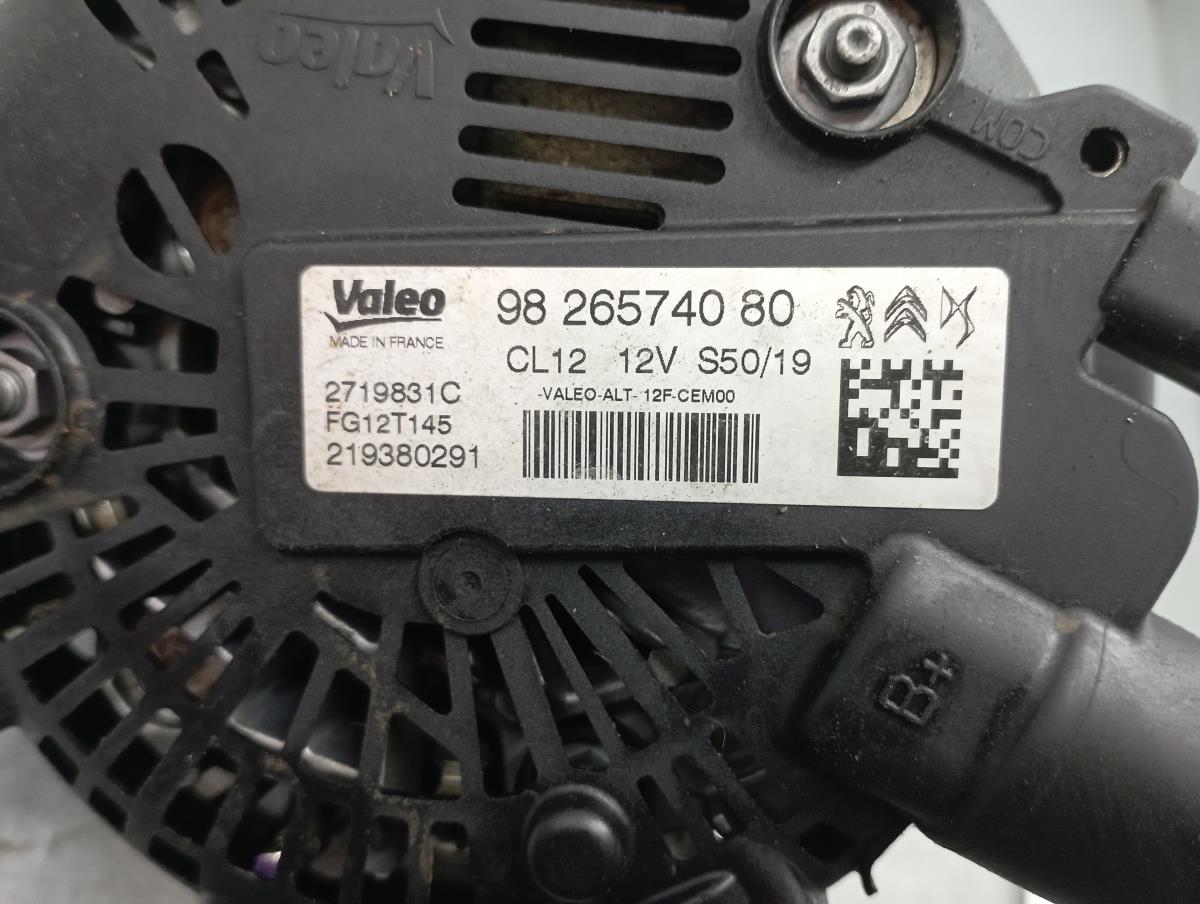 Valeo
COM
Valeo
MADE IN FRANCE
98 265740 80
CL12 12V S50/19
2719831C
FG12T145
219380291
-VALEO-ALT- 12F-CEM00
B+